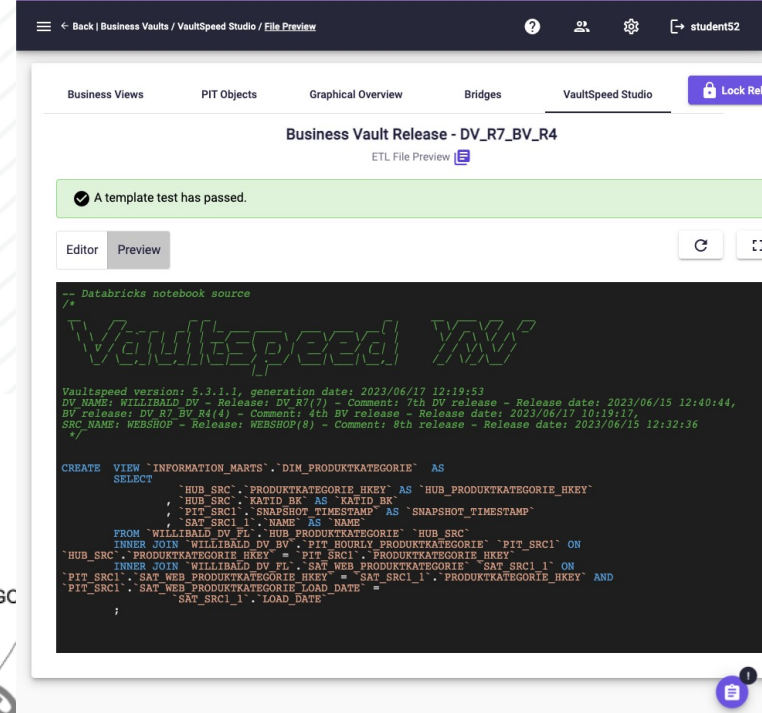 ← Back | Business Vaults / VaultSpeed Studio / File Preview
student52
Business Views
PIT Objects
Graphical Overview
Bridges
VaultSpeed Studio
Lock Rel
Business Vault Release - DV_R7_BV_R4
ETL File Preview
A template test has passed.
Editor
Preview
-- Databricks notebook source
/*
Vaultspeed version: 5.3.1.1, generation date: 2023/06/17 12:19:53
DV_NAME: WILLIBALD_DV - Release: DV_R7(7) - Comment: 7th DV release - Release date: 2023/06/15 12:40:44,
BV release: DV_R7_BV_R4(4) - Comment: 4th BV release - Release date: 2023/06/17 10:19:17,
SRC_NAME: WEBSHOP - Release: WEBSHOP(8) - Comment: 8th release - Release date: 2023/06/15 12:32:36
*/
CREATE VIEW `INFORMATION_MARTS`.`DIM_PRODUKTKATEGORIE` AS
SELECT
`HUB_SRC`.`PRODUKTKATEGORIE_HKEY` AS `HUB_PRODUKTKATEGORIE_HKEY`
, `HUB_SRC`.`KATID_BK` AS `KATID_BK`
, `PIT_SRC1`.`SNAPSHOT_TIMESTAMP` AS `SNAPSHOT_TIMESTAMP`
, `SAT_SRC1_1`.`NAME` AS `NAME`
FROM `WILLIBALD_DV_FL`.`HUB_PRODUKTKATEGORIE` `HUB_SRC`
INNER JOIN `WILLIBALD_DV_BV`.`PIT_HOURLY_PRODUKTKATEGORIE` `PIT_SRC1` ON
`HUB_SRC`.`PRODUKTKATEGORIE_HKEY` = `PIT_SRC1`.`PRODUKTKATEGORIE_HKEY`
INNER JOIN `WILLIBALD_DV_FL`.`SAT_WEB_PRODUKTKATEGORIE` `SAT_SRC1_1` ON
`PIT_SRC1`.`SAT_WEB_PRODUKTKATEGORIE_HKEY` = `SAT_SRC1_1`.`PRODUKTKATEGORIE_HKEY` AND
`PIT_SRC1`.`SAT_WEB_PRODUKTKATEGORIE_LOAD_DATE` =
`SAT_SRC1_1`.`LOAD_DATE`
;